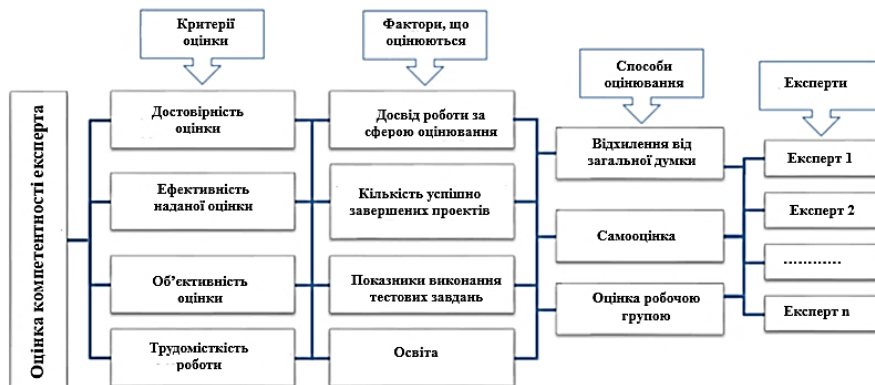 Критерії
оцінки
Фактори, що
оцінюються
Способи
оцінювання
Експерти
Оцінка компетентності експерта
Достовірність
оцінки
Ефективність
наданої оцінки
Об’єктивність
оцінки
Трудомісткість
роботи
Досвід роботи за
сферою оцінювання
Кількість успішно
завершених проектів
Показники виконання
тестових завдань
Освіта
Відхилення від
загальної думки
Самооцінка
Оцінка робочою
групою
Експерт 1
Експерт 2
............
Експерт n